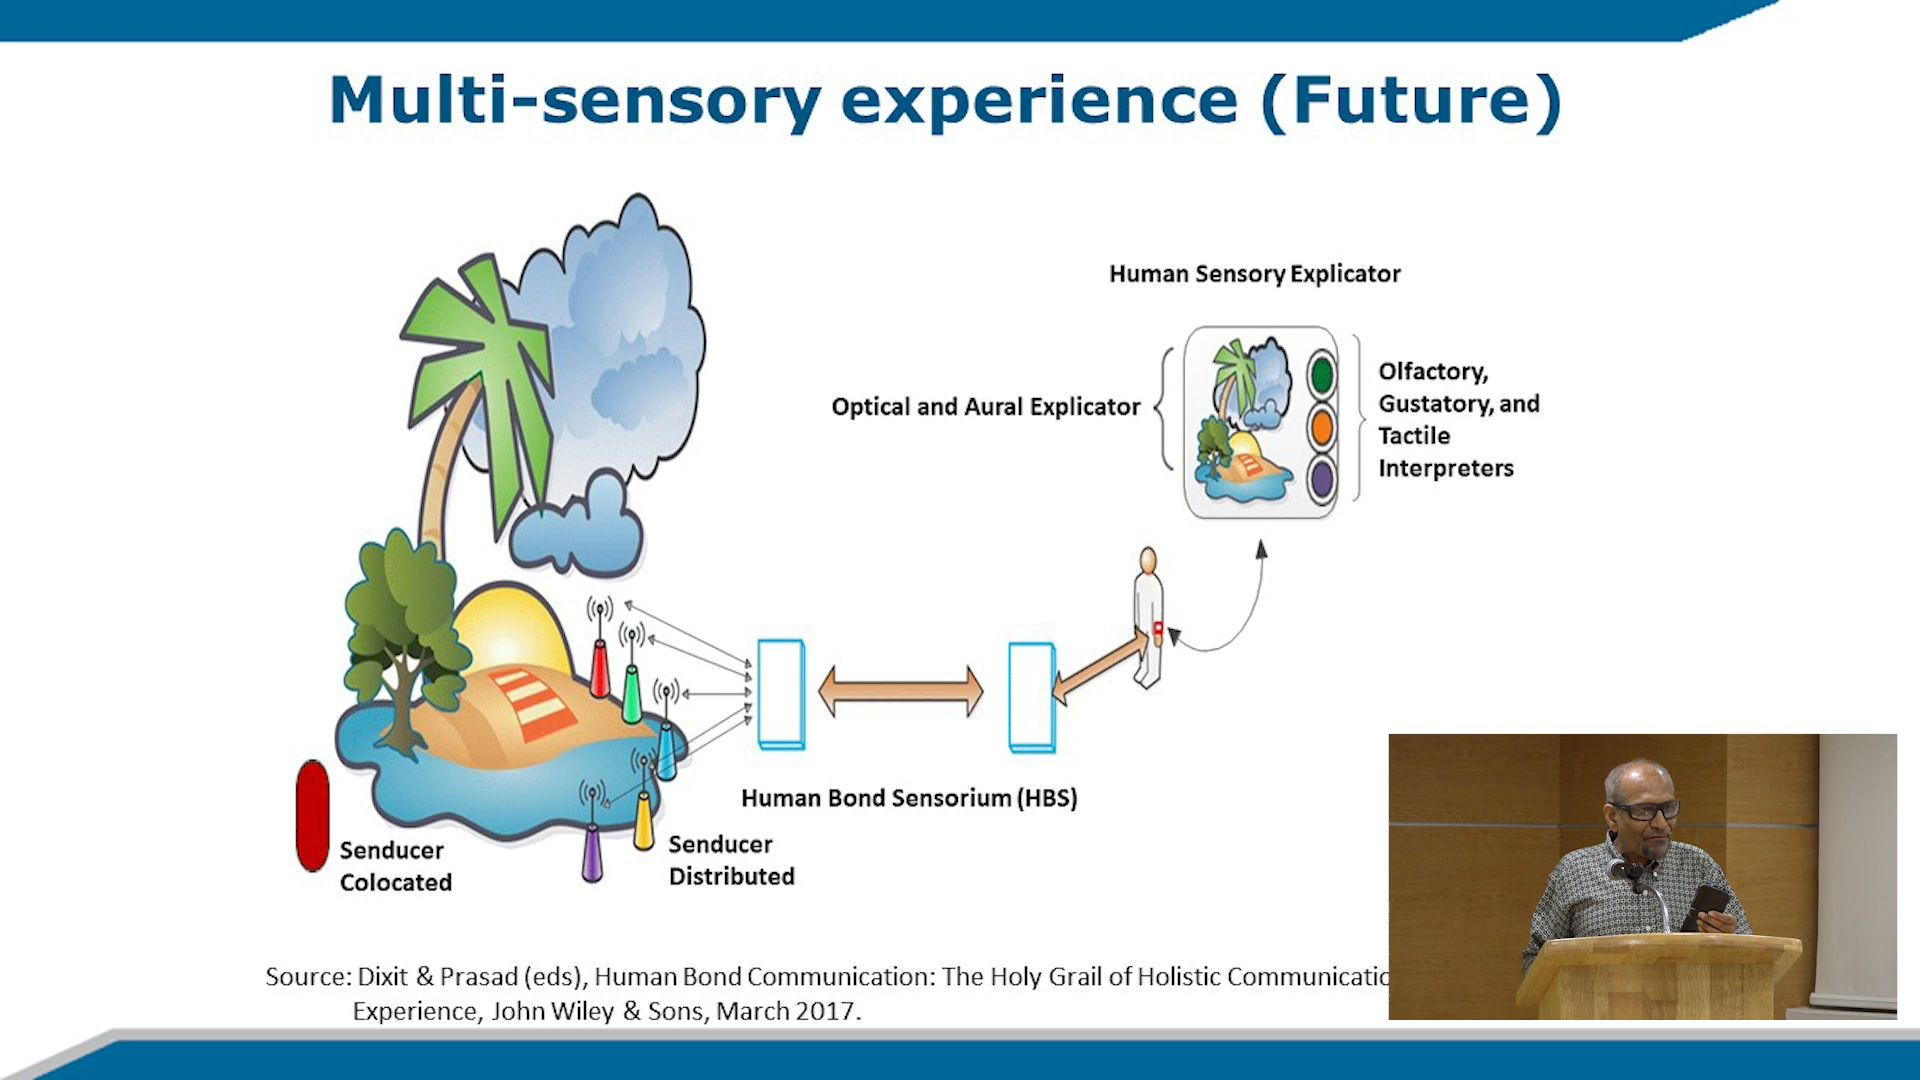 Multi-sensory experience (Future)
Human Sensory Explicator
Optical and Aural Explicator
Olfactory,
Gustatory, and
Tactile
Interpreters
Human Bond Sensorium (HBS)
Senducer
Colocated
Senducer
Distributed
Source: Dixit & Prasad (eds), Human Bond Communication: The Holy Grail of Holistic Communicatio
Experience, John Wiley & Sons, March 2017.